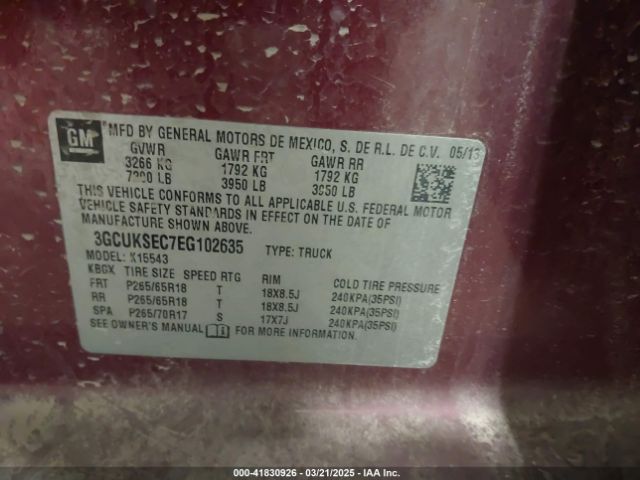 GM
MFD BY GENERAL MOTORS DE MEXICO, S. DE R.L. DE C.V. 05/13
GVWR GAWR FRT GAWR RR
3266 KG 1792 KG 1792 KG
7200 LB 3950 LB 3950 LB
THIS VEHICLE CONFORMS TO ALL APPLICABLE U.S. FEDERAL MOTOR
VEHICLE SAFETY STANDARDS IN EFFECT ON THE DATE OF
MANUFACTURE SHOWN ABOVE.
3GCUKSEC7EG102635 TYPE: TRUCK
MODEL: K15543
KBGX TIRE SIZE SPEED RTG RIM COLD TIRE PRESSURE
FRT P265/65R18 T 18X8.5J 240KPA(35PSI)
RR P265/65R18 T 18X8.5J 240KPA(35PSI)
SPA P265/70R17 S 17X7J 240KPA(35PSI)
SEE OWNER'S MANUAL FOR MORE INFORMATION.
000-41830926 - 03/21/2025 - IAA Inc.